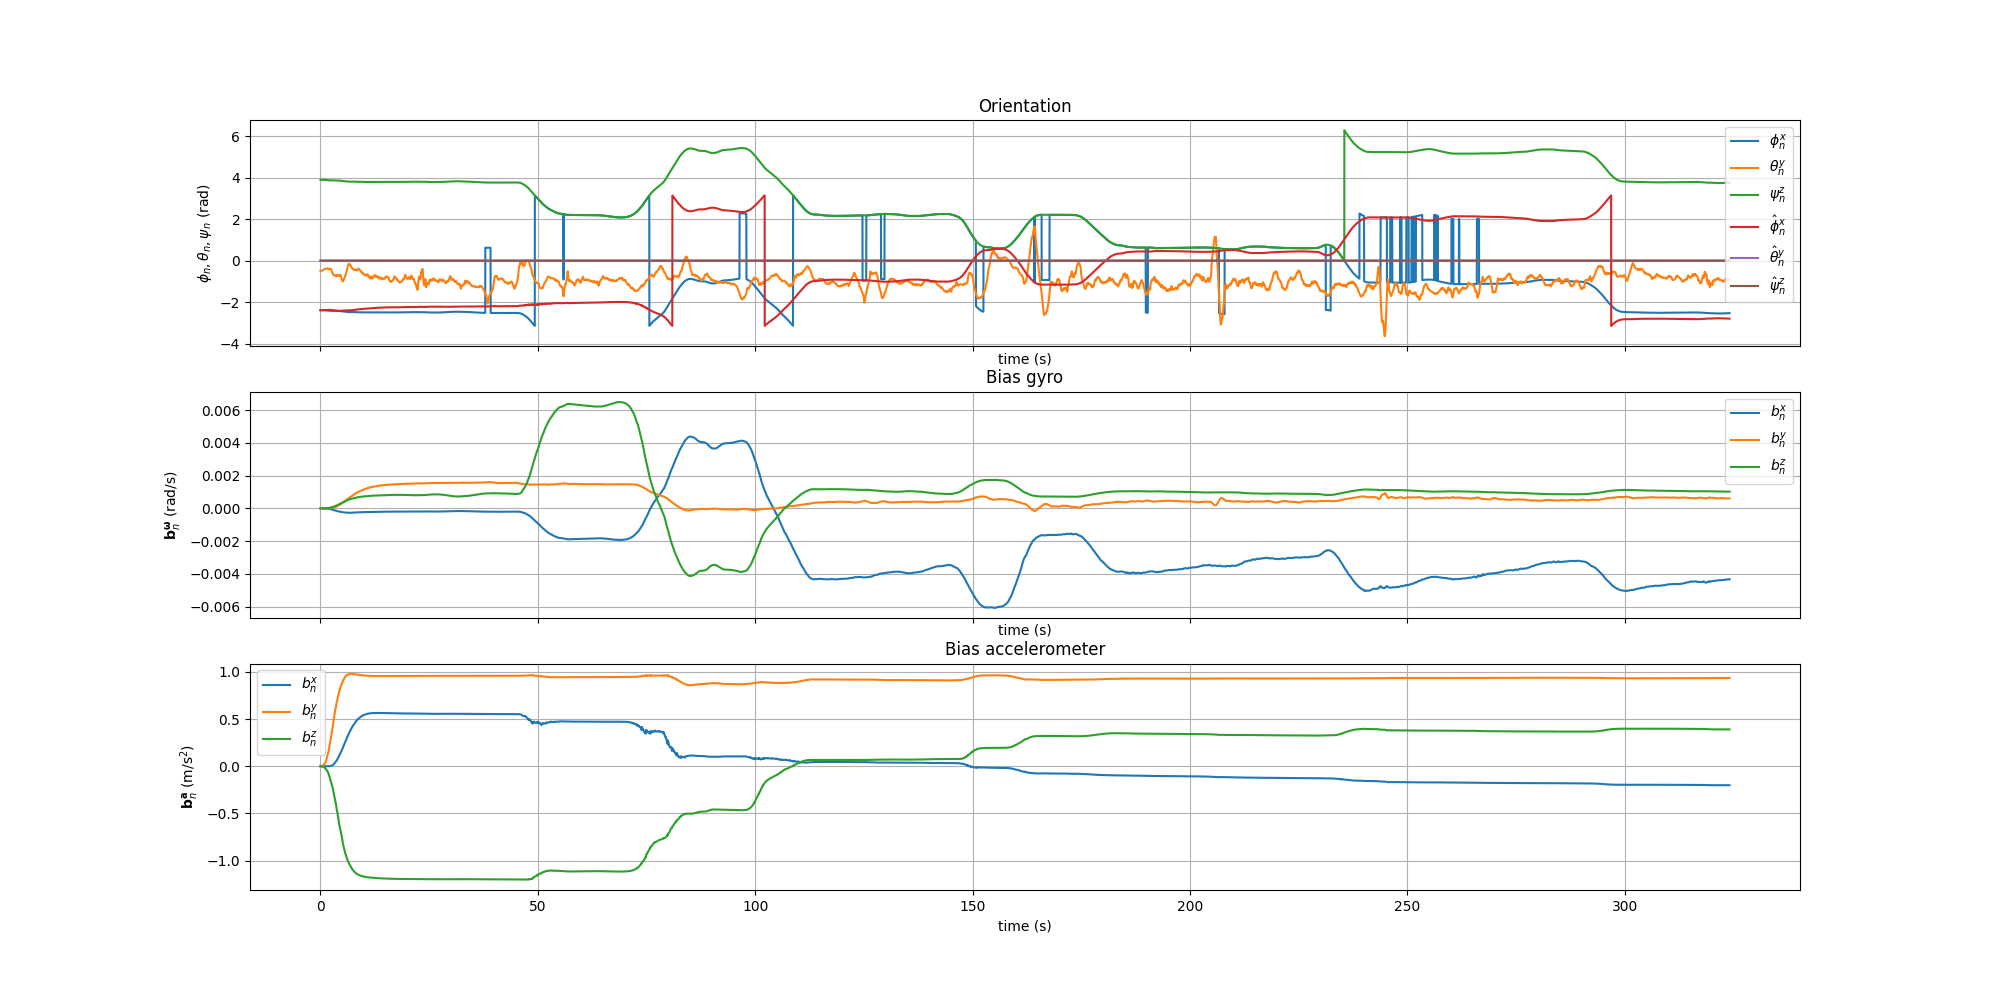 Orientation
6
4
2
0
−2
−4
ϕₙ, θₙ, ψₙ (rad)
ϕₙˣ
θₙʸ
ψₙᶻ
ϕ̂ₙˣ
θ̂ₙʸ
ψ̂ₙᶻ
time (s)
Bias gyro
0.006
0.004
0.002
0.000
−0.002
−0.004
−0.006
𝐛ₙ^𝛚 (rad/s)
bₙˣ
bₙʸ
bₙᶻ
time (s)
Bias accelerometer
1.0
0.5
0.0
−0.5
−1.0
𝐛ₙ^𝐚 (m/s²)
bₙˣ
bₙʸ
bₙᶻ
0 50 100 150 200 250 300
time (s)